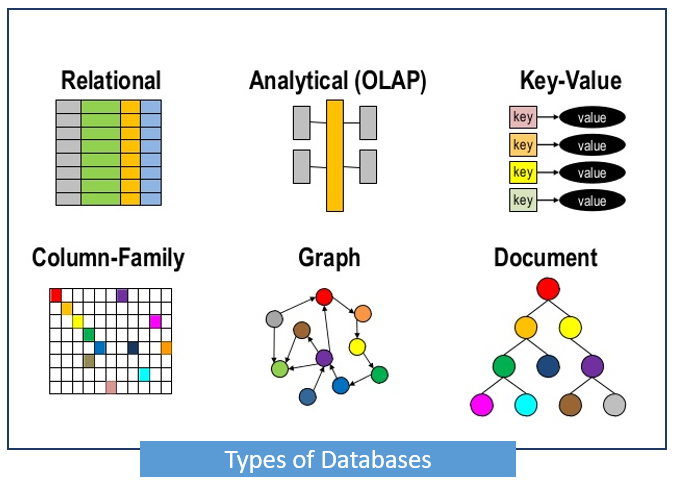 Relational
Analytical (OLAP)
Key-Value
key value
key value
key value
key value
Column-Family
Graph
Document
Types of Databases